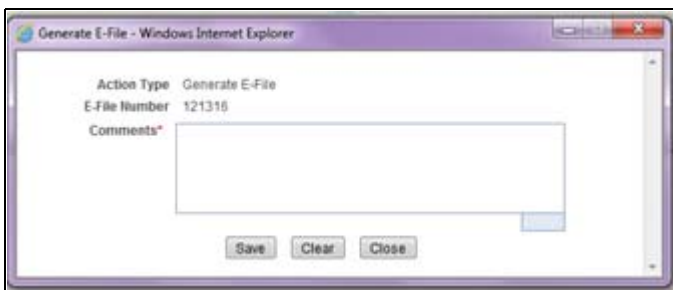 Generate E-File - Windows Internet Explorer
Action Type Generate E-File
E-File Number 121316
Comments*
Save Clear Close